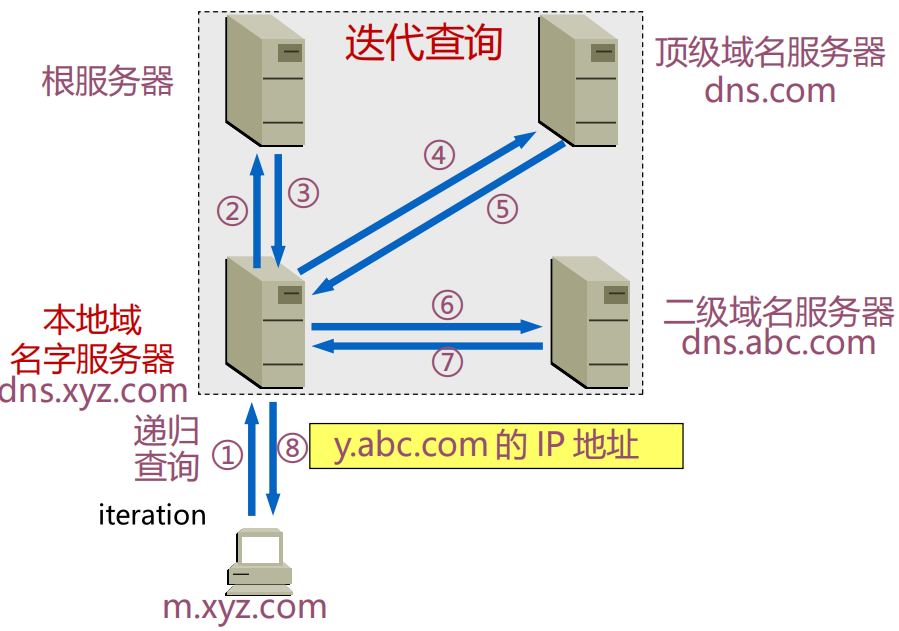 迭代查询
根服务器
顶级域名服务器
dns.com
④
②
③
⑤
本地域
名字服务器
dns.xyz.com
⑥
⑦
二级域名服务器
dns.abc.com
递归
查询
①
⑧
y.abc.com 的 IP 地址
iteration
m.xyz.com